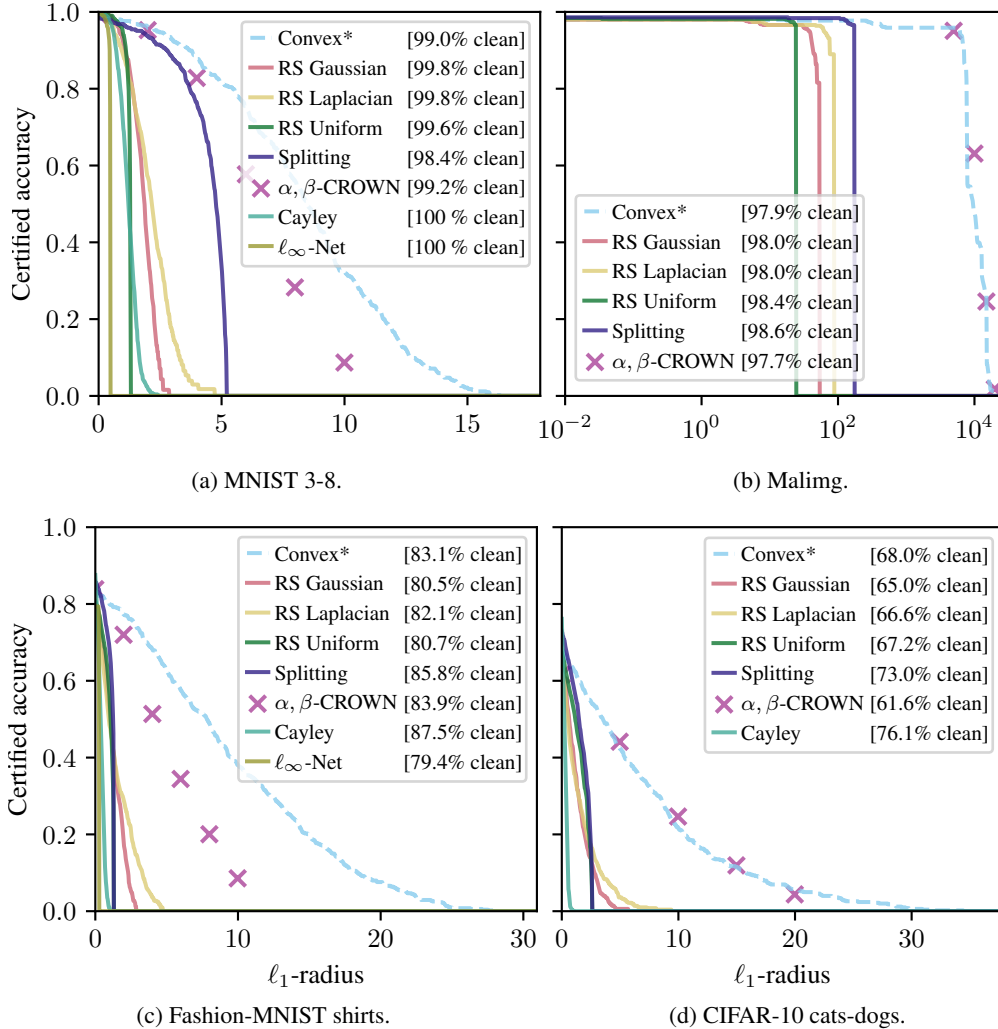 1.0
0.8
0.6
0.4
0.2
0.0
Certified accuracy
Convex* [99.0% clean]
RS Gaussian [99.8% clean]
RS Laplacian [99.8% clean]
RS Uniform [99.6% clean]
Splitting [98.4% clean]
α, β-CROWN [99.2% clean]
Cayley [100 % clean]
ℓ∞-Net [100 % clean]
0 5 10 15
(a) MNIST 3-8.
Convex* [97.9% clean]
RS Gaussian [98.0% clean]
RS Laplacian [98.0% clean]
RS Uniform [98.4% clean]
Splitting [98.6% clean]
α, β-CROWN [97.7% clean]
10⁻² 10⁰ 10² 10⁴
(b) Malimg.
1.0
0.8
0.6
0.4
0.2
0.0
Certified accuracy
Convex* [83.1% clean]
RS Gaussian [80.5% clean]
RS Laplacian [82.1% clean]
RS Uniform [80.7% clean]
Splitting [85.8% clean]
α, β-CROWN [83.9% clean]
Cayley [87.5% clean]
ℓ∞-Net [79.4% clean]
0 10 20 30
ℓ₁-radius
(c) Fashion-MNIST shirts.
Convex* [68.0% clean]
RS Gaussian [65.0% clean]
RS Laplacian [66.6% clean]
RS Uniform [67.2% clean]
Splitting [73.0% clean]
α, β-CROWN [61.6% clean]
Cayley [76.1% clean]
0 10 20 30
ℓ₁-radius
(d) CIFAR-10 cats-dogs.